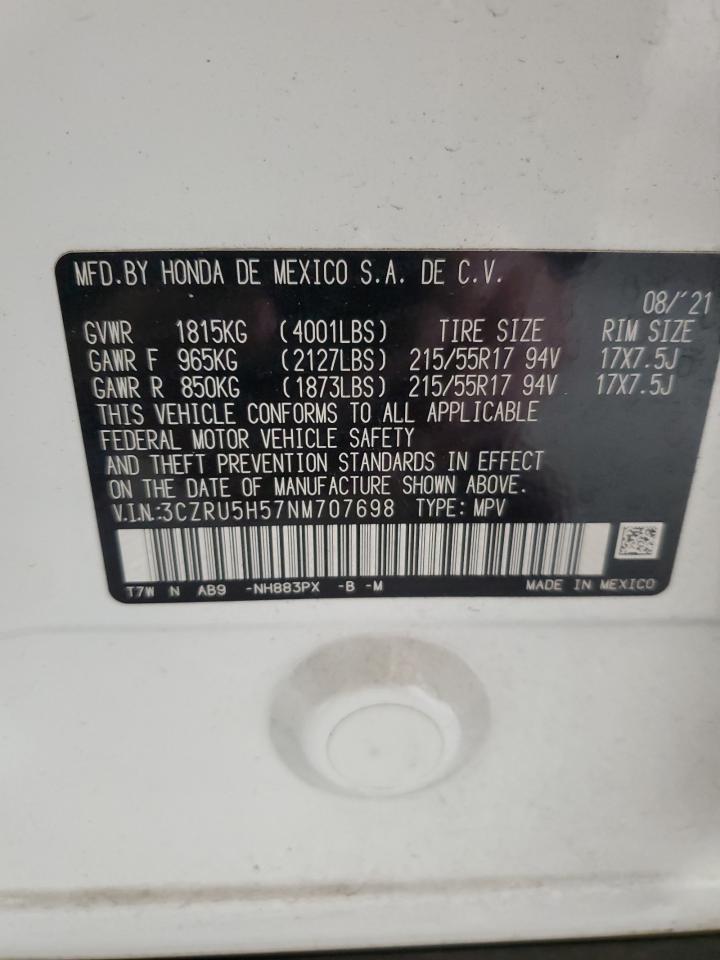 MFD.BY HONDA DE MEXICO S.A. DE C.V.
08/'21
GVWR 1815KG (4001LBS) TIRE SIZE RIM SIZE
GAWR F 965KG (2127LBS) 215/55R17 94V 17X7.5J
GAWR R 850KG (1873LBS) 215/55R17 94V 17X7.5J
THIS VEHICLE CONFORMS TO ALL APPLICABLE
FEDERAL MOTOR VEHICLE SAFETY
AND THEFT PREVENTION STANDARDS IN EFFECT
ON THE DATE OF MANUFACTURE SHOWN ABOVE.
V.I.N.:3CZRU5H57NM707698 TYPE: MPV
T7W N AB9 -NH883PX -B -M MADE IN MEXICO